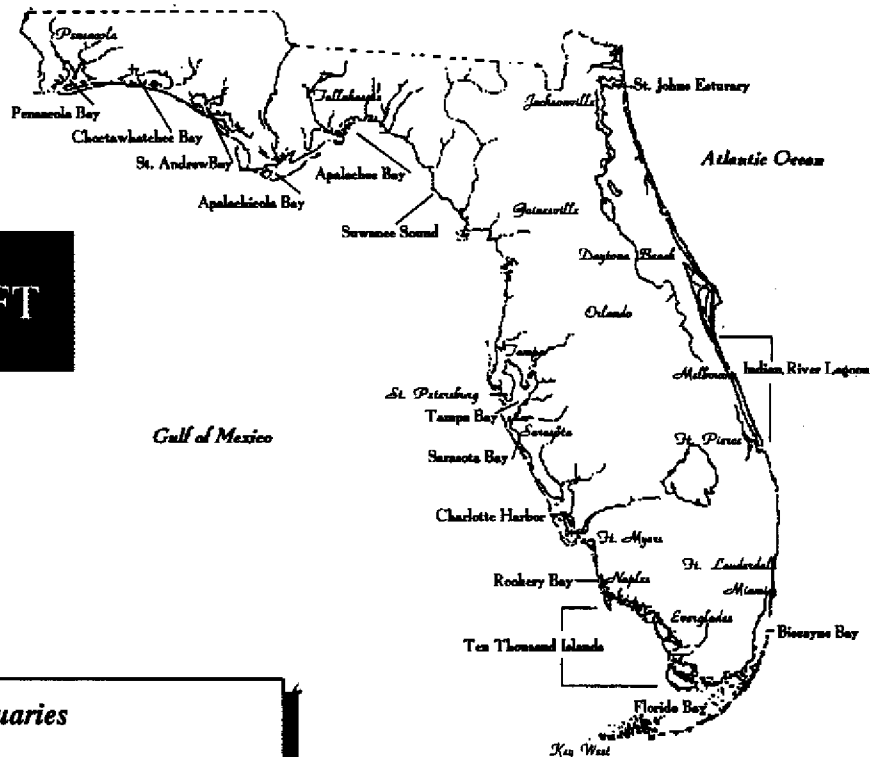 Pensacola
Pensacola Bay
Choctawhatchee Bay
St. Andrew Bay
Apalachicola Bay
Tallahassee
Apalachee Bay
Suwanee Sound
Jacksonville
St. Johns Esturacy
Atlantic Ocean
Gainesville
Daytona Beach
FT
Orlando
Tampa
Melbourne
Indian River Lagoon
St. Petersburg
Tampa Bay
Gulf of Mexico
Sarasota
Ft. Pierce
Sarasota Bay
Charlotte Harbor
Ft. Myers
Ft. Lauderdale
Rookery Bay
Naples
Miami
Everglades
Ten Thousand Islands
Biscayne Bay
Florida Bay
uaries
Key West